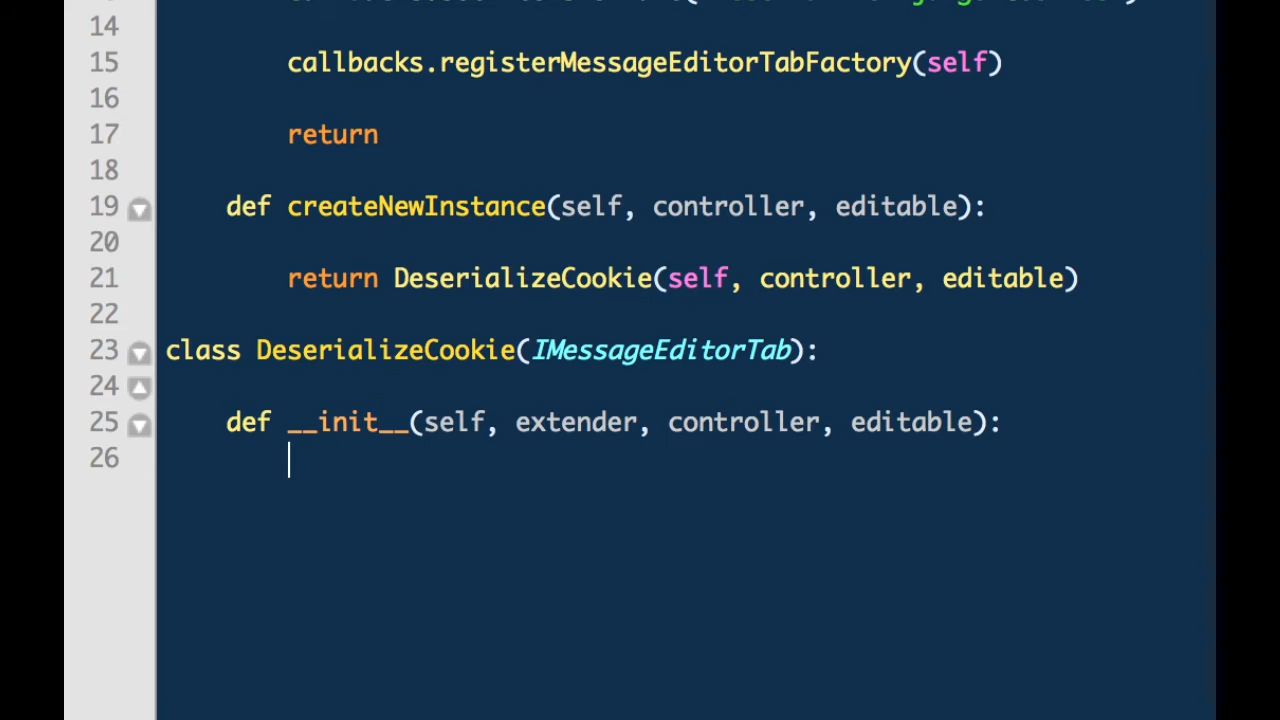 14
15 callbacks.registerMessageEditorTabFactory(self)
16
17 return
18
19 def createNewInstance(self, controller, editable):
20
21 return DeserializeCookie(self, controller, editable)
22
23 class DeserializeCookie(IMessageEditorTab):
24
25 def __init__(self, extender, controller, editable):
26